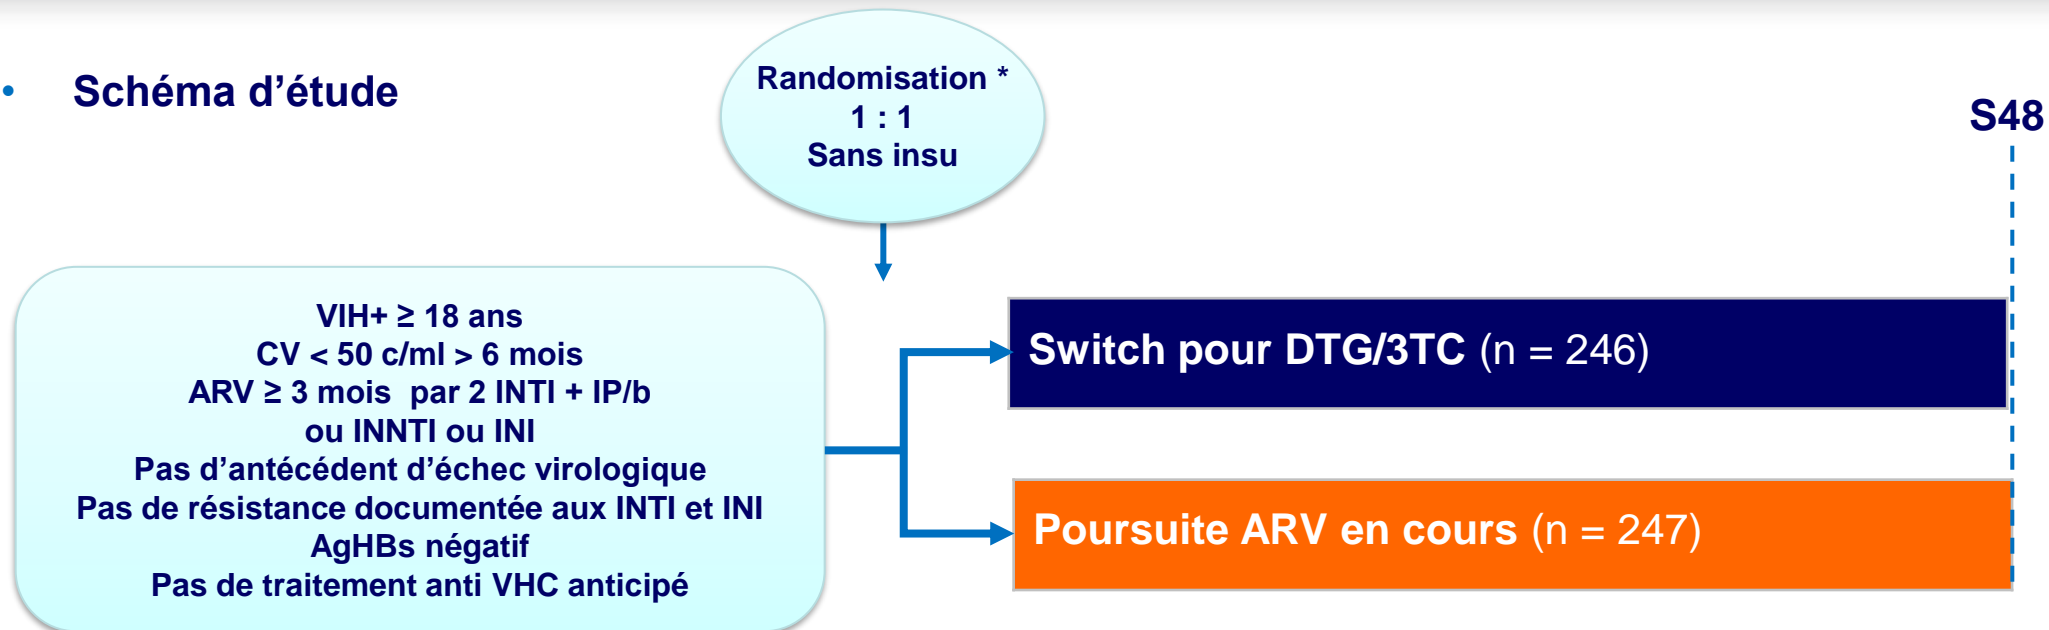 • Schéma d’étude
Randomisation *
1 : 1
Sans insu
S48
VIH+ ≥ 18 ans
CV < 50 c/ml > 6 mois
ARV ≥ 3 mois par 2 INTI + IP/b
ou INNTI ou INI
Pas d’antécédent d’échec virologique
Pas de résistance documentée aux INTI et INI
AgHBs négatif
Pas de traitement anti VHC anticipé
Switch pour DTG/3TC (n = 246)
Poursuite ARV en cours (n = 247)